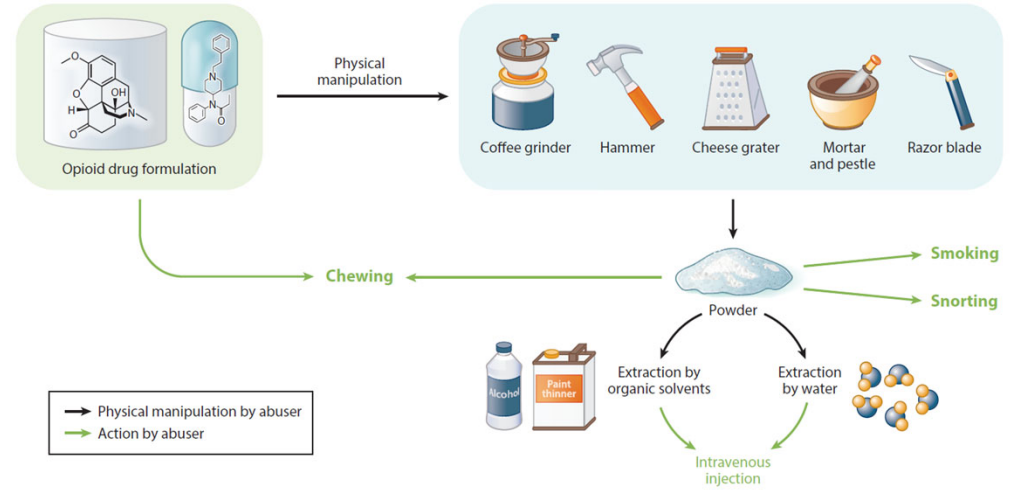 O
O
OH
H
N
O
N
N
O
Opioid drug formulation
Physical
manipulation
Coffee grinder
Hammer
Cheese grater
Mortar
and pestle
Razor blade
Chewing
Powder
Smoking
Snorting
Alcohol
Paint
thinner
Extraction by
organic solvents
Extraction
by water
Intravenous
injection
Physical manipulation by abuser
Action by abuser